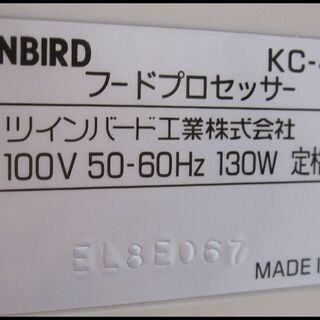 NBIRD KC-
フードプロセッサー
ツインバード工業株式会社
100V 50-60Hz 130W 定格
EL8E067
MADE